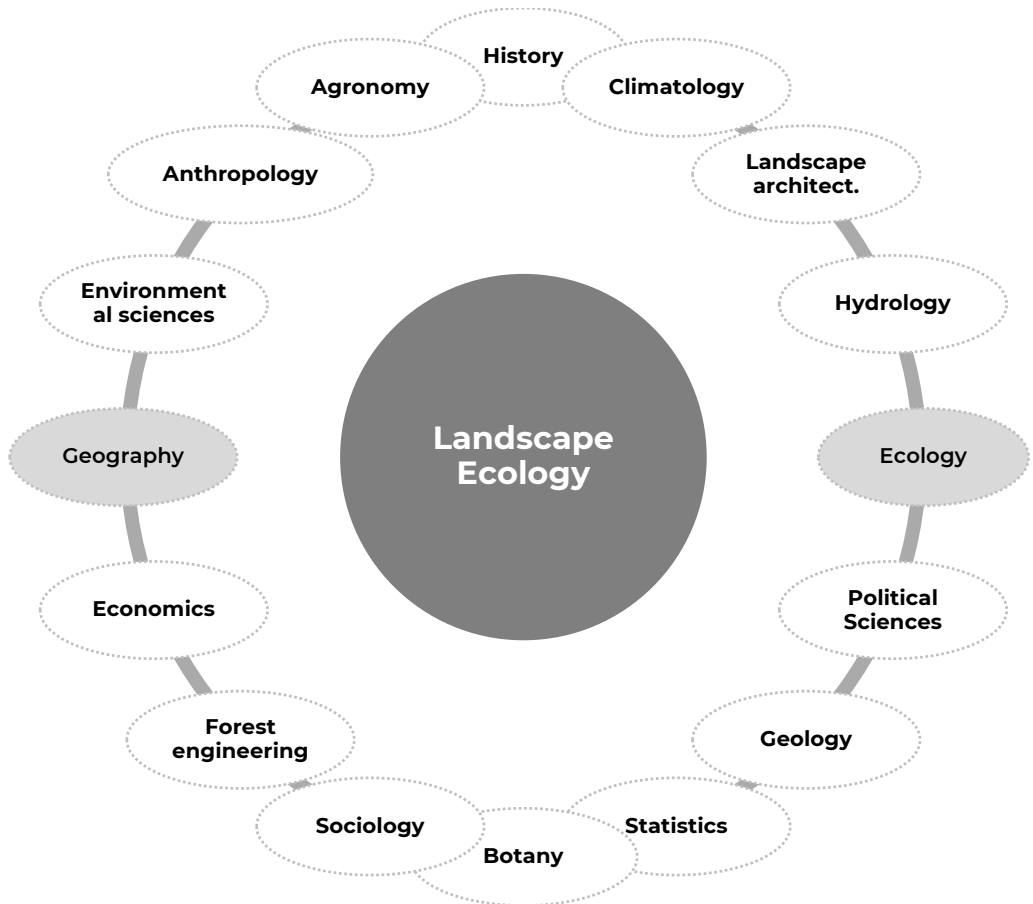 History
Agronomy
Climatology
Anthropology
Landscape
architect.
Environment
al sciences
Hydrology
Landscape
Ecology
Geography
Ecology
Economics
Political
Sciences
Forest
engineering
Geology
Sociology
Statistics
Botany